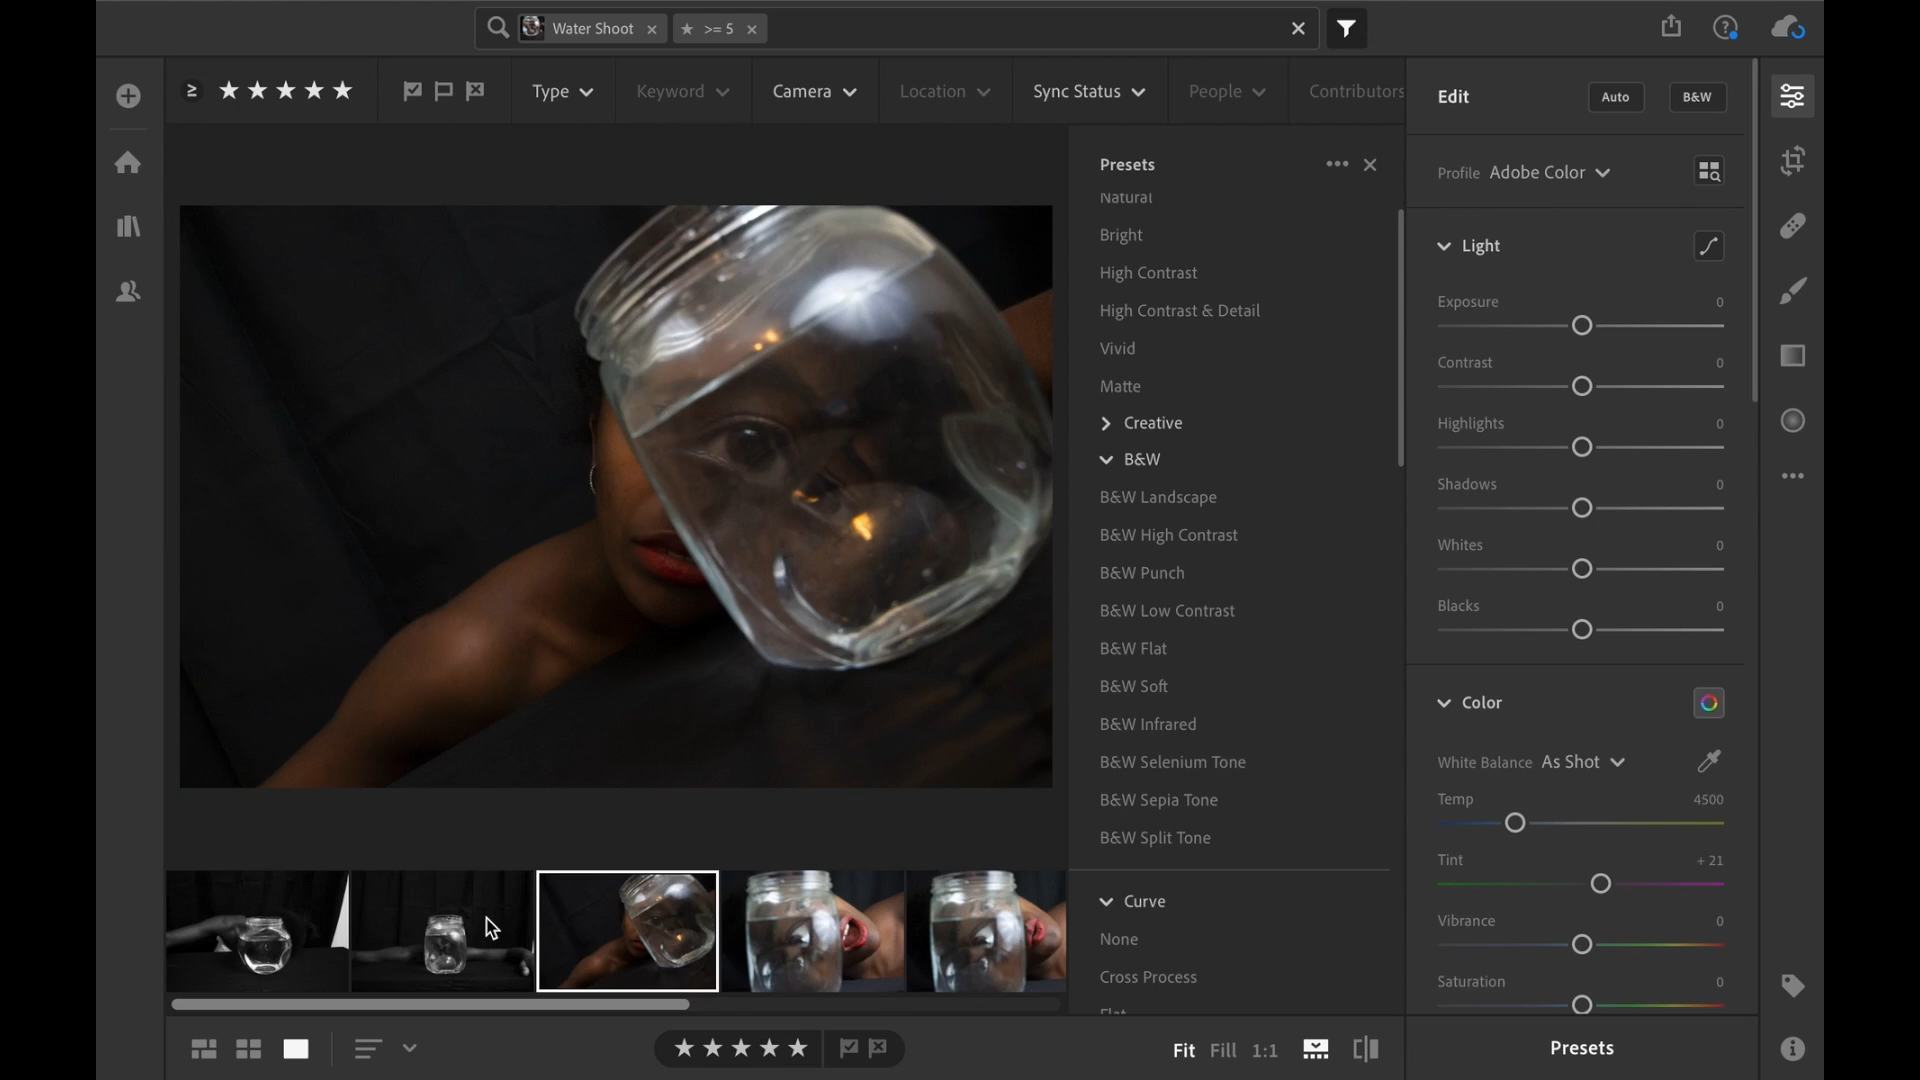 Water Shoot
>= 5
≥
Type
Keyword
Camera
Location
Sync Status
People
Contributors
Edit
Auto
B&W
Profile Adobe Color
Light
Exposure 0
Contrast 0
Highlights 0
Shadows 0
Whites 0
Blacks 0
Color
White Balance As Shot
Temp 4500
Tint + 21
Vibrance 0
Saturation 0
Presets
Natural
Bright
High Contrast
High Contrast & Detail
Vivid
Matte
Creative
B&W
B&W Landscape
B&W High Contrast
B&W Punch
B&W Low Contrast
B&W Flat
B&W Soft
B&W Infrared
B&W Selenium Tone
B&W Sepia Tone
B&W Split Tone
Curve
None
Cross Process
Flat
Fit Fill 1:1
Presets